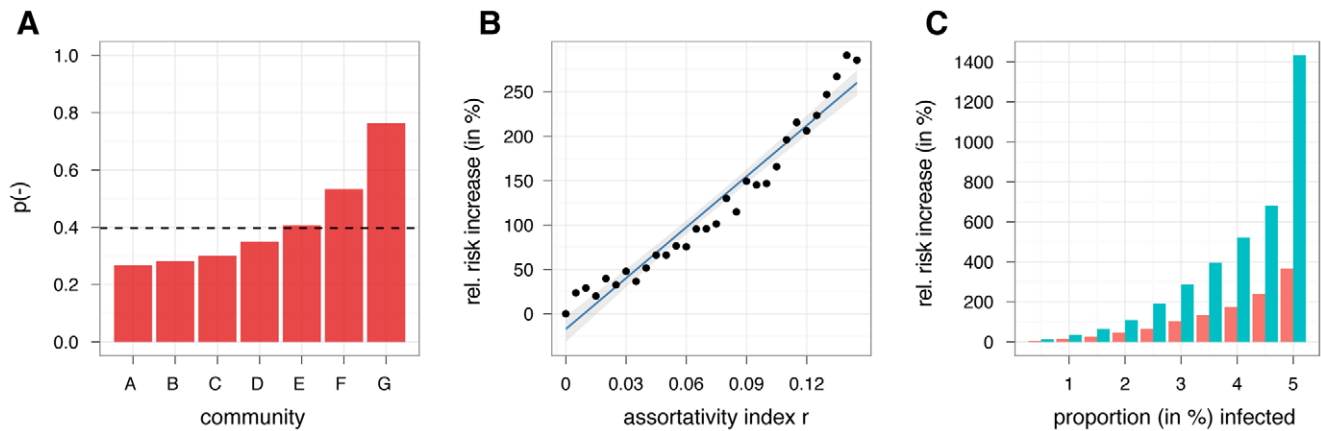 A
p(-)
1.0
0.8
0.6
0.4
0.2
0.0
A B C D E F G
community
B
rel. risk increase (in %)
250
200
150
100
50
0
0 0.03 0.06 0.09 0.12
assortativity index r
C
rel. risk increase (in %)
1400
1200
1000
800
600
400
200
0
1 2 3 4 5
proportion (in %) infected